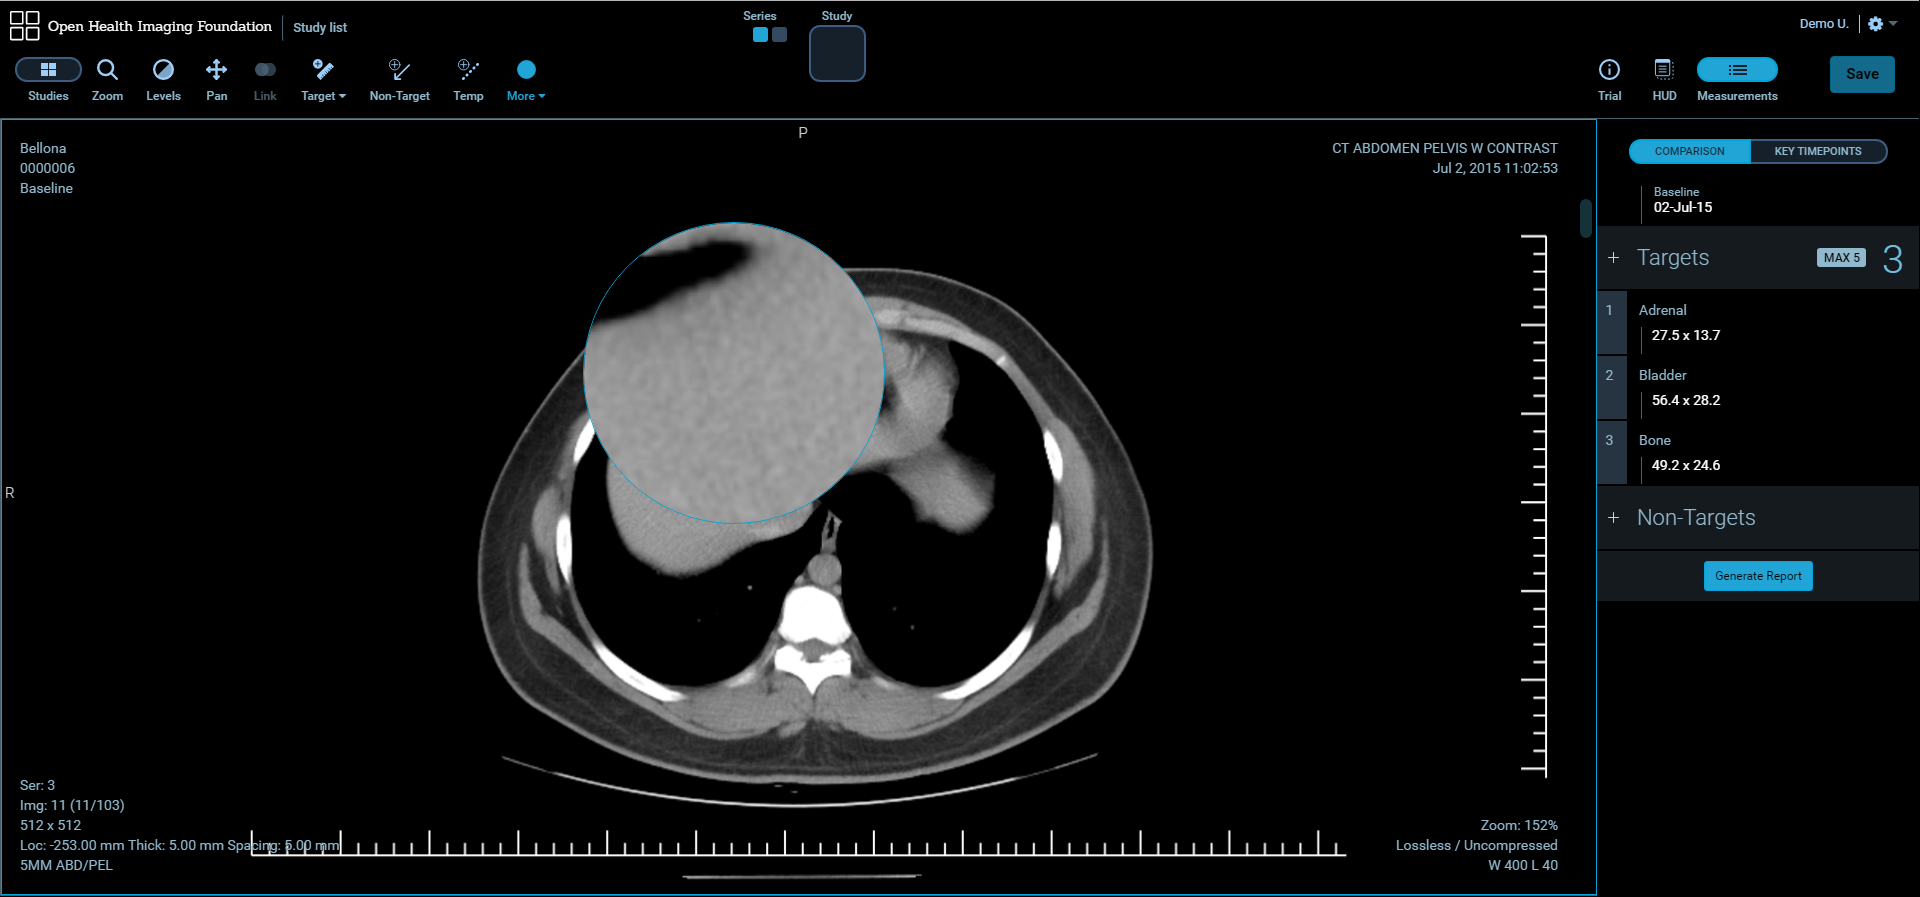 Open Health Imaging Foundation
Study list
Series
Study
Demo U.
Studies
Zoom
Levels
Pan
Link
Target
Non-Target
Temp
More
Trial
HUD
Measurements
Save
P
Bellona
0000006
Baseline
CT ABDOMEN PELVIS W CONTRAST
Jul 2, 2015 11:02:53
R
Ser: 3
Img: 11 (11/103)
512 x 512
Loc: -253.00 mm Thick: 5.00 mm Spacing: 5.00 mm
5MM ABD/PEL
Zoom: 152%
Lossless / Uncompressed
W 400 L 40
COMPARISON
KEY TIMEPOINTS
Baseline
02-Jul-15
+ Targets MAX 5 3
1 Adrenal
27.5 x 13.7
2 Bladder
56.4 x 28.2
3 Bone
49.2 x 24.6
+ Non-Targets
Generate Report